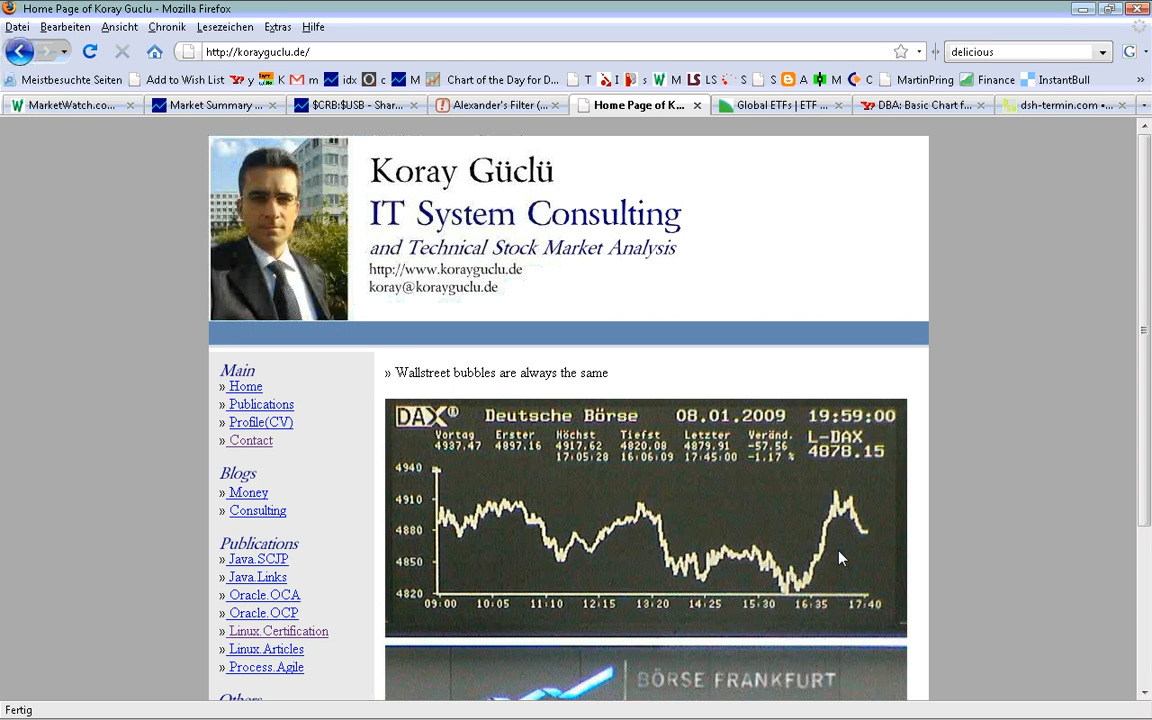 Home Page of Koray Guclu - Mozilla Firefox
Datei Bearbeiten Ansicht Chronik Lesezeichen Extras Hilfe
http://korayguclu.de/
delicious
Meistbesuchte Seiten Add to Wish List y K M m idx c M Chart of the Day for D... T I s W M LS LS S S A M C MartinPring Finance InstantBull »
MarketWatch.co... Market Summary ... $CRB:$USB - Shar... Alexander's Filter (... Home Page of K... Global ETFs | ETF ... DBA: Basic Chart f... dsh-termin.com •...
Koray Güclü
IT System Consulting
and Technical Stock Market Analysis
http://www.korayguclu.de
koray@korayguclu.de
Main
» Home
» Publications
» Profile(CV)
» Contact
Blogs
» Money
» Consulting
Publications
» Java.SCJP
» Java.Links
» Oracle.OCA
» Oracle.OCP
» Linux.Certification
» Linux.Articles
» Process.Agile
Others
» Wallstreet bubbles are always the same
DAX® Deutsche Börse 08.01.2009 19:59:00
Vortag Erster Höchst Tiefst Letzter Veränd. L-DAX
4937.47 4897.16 4917.62 4820.08 4879.91 -57.56 4878.15
17:05:28 16:06:09 17:45:00 -1.17 %
4940
4910
4880
4850
4820
09:00 10:05 11:10 12:15 13:20 14:25 15:30 16:35 17:40
BÖRSE FRANKFURT
Fertig